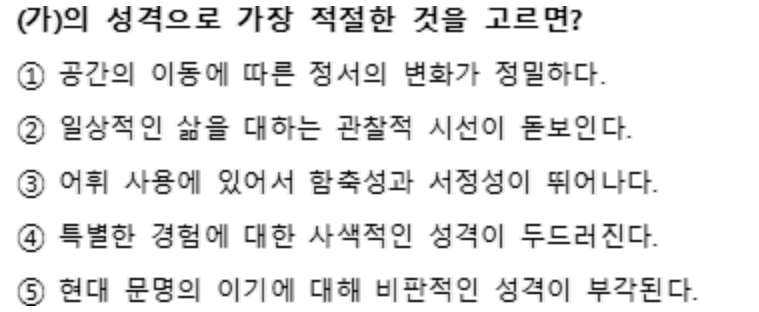 (가)의 성격으로 가장 적절한 것을 고르면?
① 공간의 이동에 따른 정서의 변화가 정밀하다.
② 일상적인 삶을 대하는 관찰적 시선이 돋보인다.
③ 어휘 사용에 있어서 함축성과 서정성이 뛰어나다.
④ 특별한 경험에 대한 사색적인 성격이 두드러진다.
⑤ 현대 문명의 이기에 대해 비판적인 성격이 부각된다.